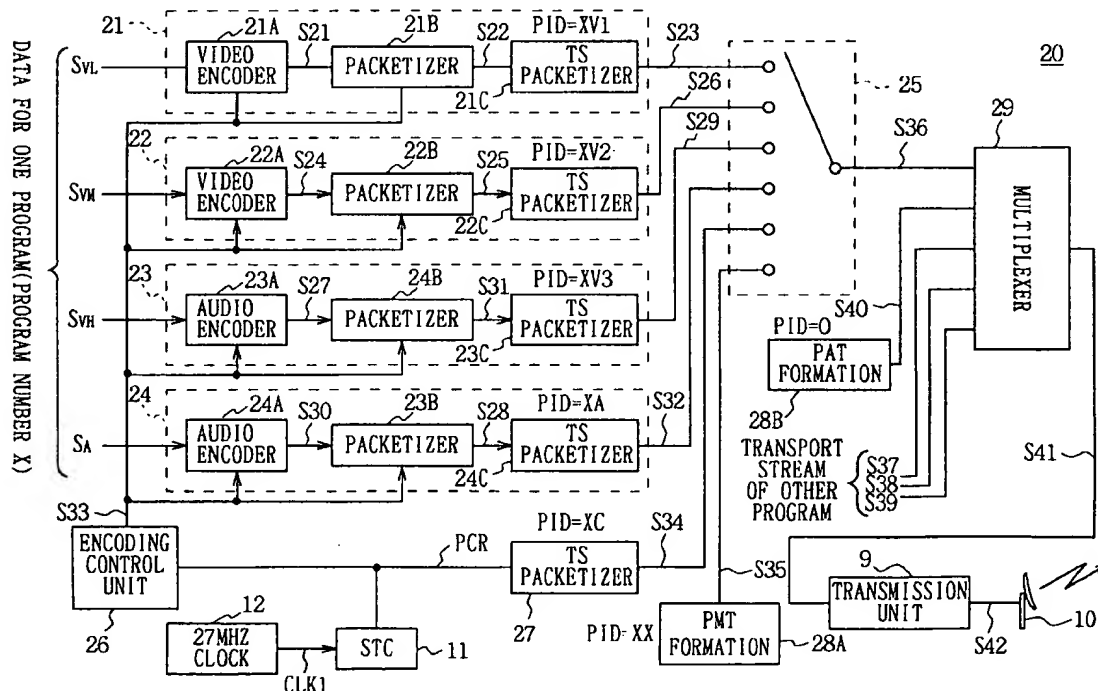 DATA FOR ONE PROGRAM(PROGRAM NUMBER X)
21
21A
S21
21B
S22
PID=XV1
S23
SVL
VIDEO
ENCODER
PACKETIZER
TS
PACKETIZER
21C
S26
25
20
29
S29
S36
22
22A
S24
22B
S25
PID=XV2
SVM
VIDEO
ENCODER
PACKETIZER
TS
PACKETIZER
22C
MULTIPLEXER
23
23A
S27
24B
S31
PID=XV3
SVH
AUDIO
ENCODER
PACKETIZER
TS
PACKETIZER
23C
S40
PID=0
PAT
FORMATION
28B
24
24A
S30
23B
S28
PID=XA
S32
SA
AUDIO
ENCODER
PACKETIZER
TS
PACKETIZER
24C
TRANSPORT
STREAM
OF OTHER
PROGRAM
S37
S38
S39
S41
S33
ENCODING
CONTROL
UNIT
26
PCR
PID=XC
S34
TS
PACKETIZER
27
S35
12
27MHZ
CLOCK
CLK1
STC
11
PID=XX
PMT
FORMATION
28A
9
TRANSMISSION
UNIT
S42
10